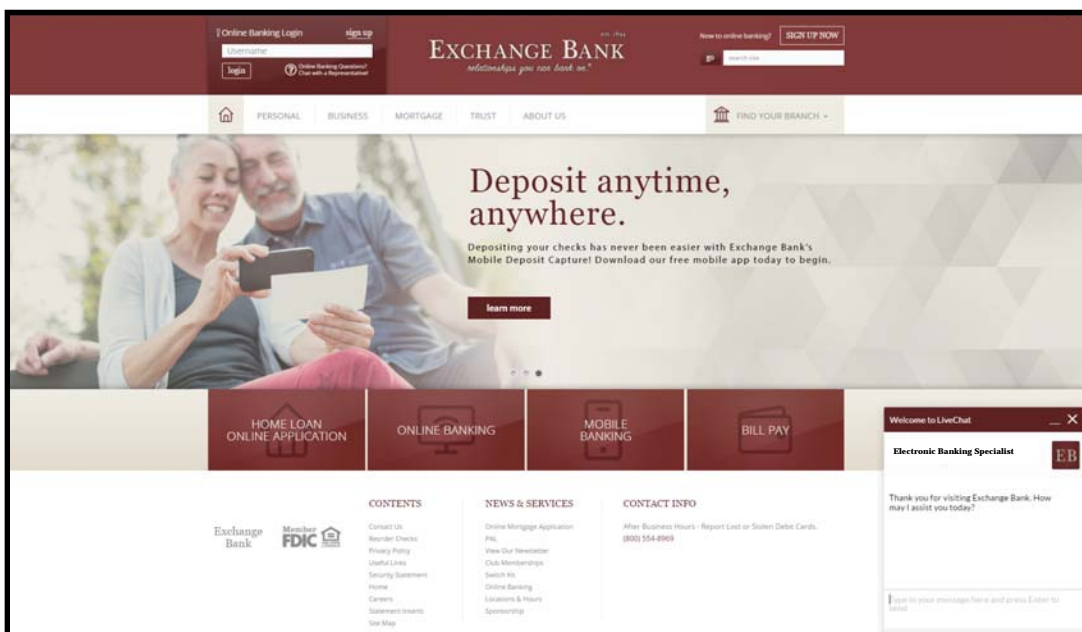 Online Banking Login
sign up
Username
login
Online Banking Questions?
Chat with a Representative!
est. 1894
EXCHANGE BANK
relationships you can bank on.®
New to online banking?
SIGN UP NOW
search site
PERSONAL
BUSINESS
MORTGAGE
TRUST
ABOUT US
FIND YOUR BRANCH
Deposit anytime,
anywhere.
Depositing your checks has never been easier with Exchange Bank's
Mobile Deposit Capture! Download our free mobile app today to begin.
learn more
HOME LOAN
ONLINE APPLICATION
ONLINE BANKING
MOBILE
BANKING
BILL PAY
Exchange
Bank
Member
FDIC
CONTENTS
Contact Us
Reorder Checks
Privacy Policy
Useful Links
Security Statement
Home
Careers
Statement Inserts
Site Map
NEWS & SERVICES
Online Mortgage Application
PAL
View Our Newsletter
Club Memberships
Switch Kit
Online Banking
Locations & Hours
Sponsorship
CONTACT INFO
After Business Hours - Report Lost or Stolen Debit Cards.
(800) 554-8969
Welcome to LiveChat
Electronic Banking Specialist
EB
Thank you for visiting Exchange Bank. How
may I assist you today?
Type in your message here and press Enter to
send